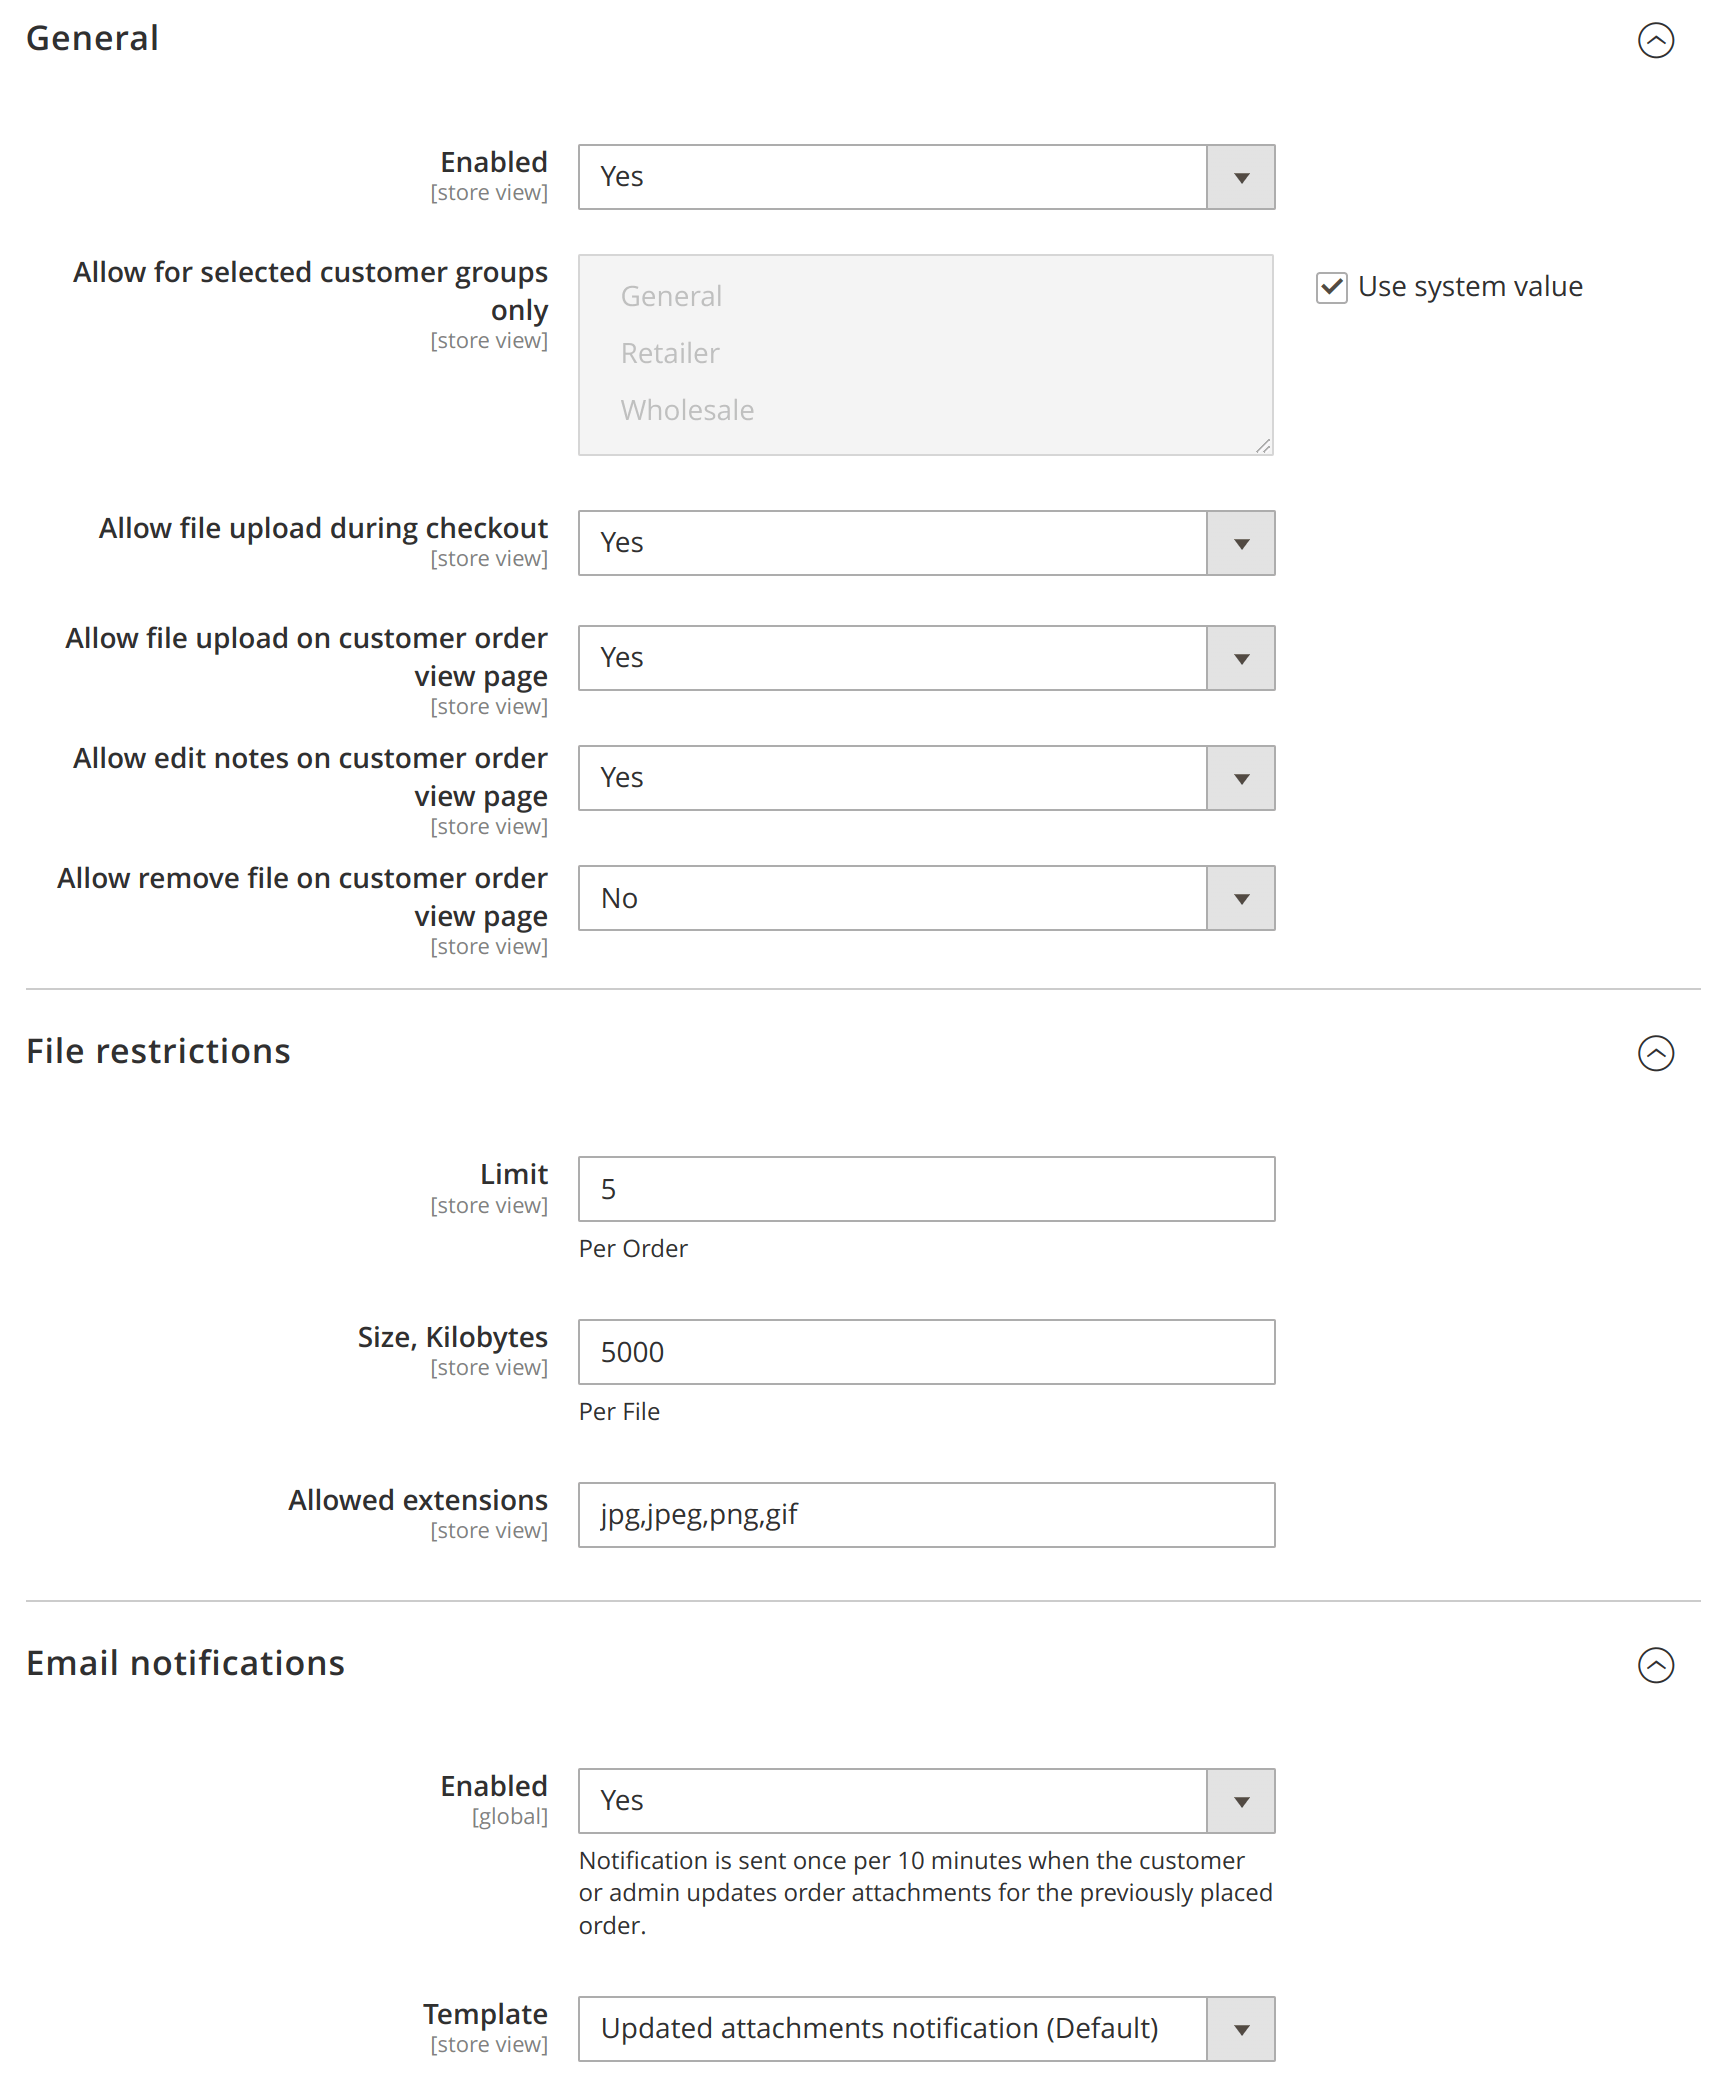 General
Enabled
[store view]
Yes
Allow for selected customer groups
only
[store view]
General
Retailer
Wholesale
Use system value
Allow file upload during checkout
[store view]
Yes
Allow file upload on customer order
view page
[store view]
Yes
Allow edit notes on customer order
view page
[store view]
Yes
Allow remove file on customer order
view page
[store view]
No
File restrictions
Limit
[store view]
5
Per Order
Size, Kilobytes
[store view]
5000
Per File
Allowed extensions
[store view]
jpg,jpeg,png,gif
Email notifications
Enabled
[global]
Yes
Notification is sent once per 10 minutes when the customer
or admin updates order attachments for the previously placed
order.
Template
[store view]
Updated attachments notification (Default)